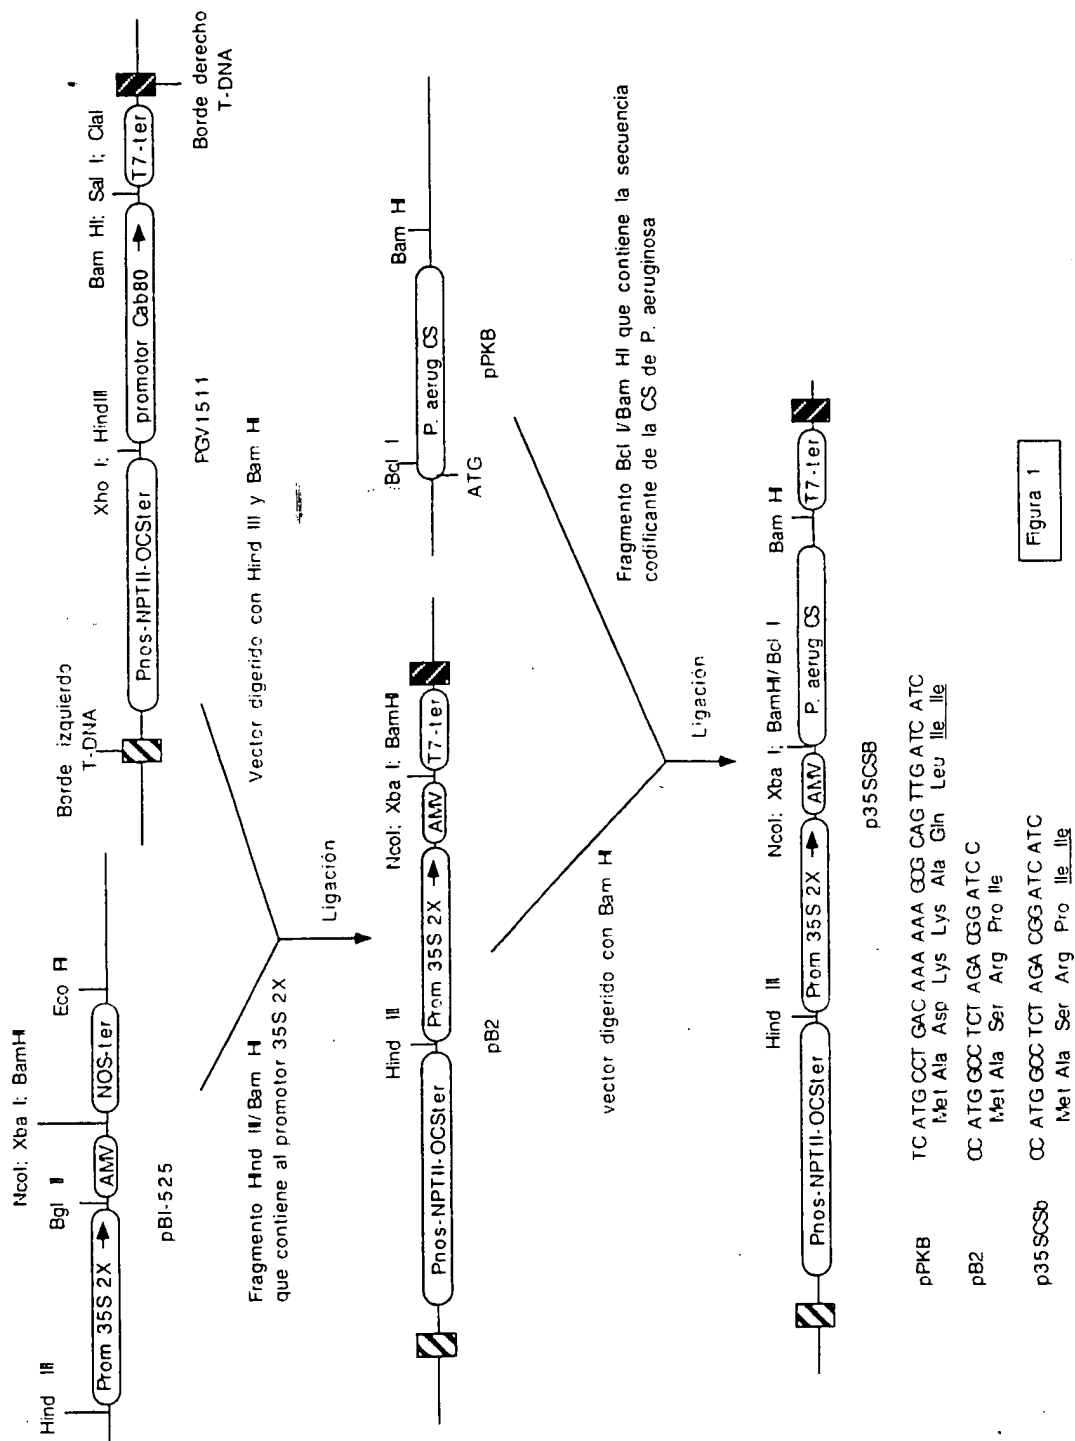 Ncol; Xba I; BamHI
Hind III
Bgl II
Eco RI
Prom 35S 2X
AMV
NOS-ter
pBI-525
Borde izquierdo
T-DNA
Xho I; HindIII
Bam HI; Sal I; ClaI
Pnos-NPTII-OCSter
promotor Cab80
T7-ter
Borde derecho
T-DNA
PGV1511
Fragmento Hind III/Bam HI
que contiene al promotor 35S 2X
Vector digerido con Hind III y Bam HI
Ligación
Hind III
Ncol; Xba I; BamHI
Pnos-NPTII-OCSter
Prom 35S 2X
AMV
T7-ter
pB2
Bcl I
Bam HI
P. aerug CS
ATG
pPKB
vector digerido con Bam HI
Fragmento Bcl I/Bam HI que contiene la secuencia
codificante de la CS de P. aeruginosa
Ligación
Hind III
Ncol; Xba I; BamHI/Bcl I
Bam HI
Pnos-NPTII-OCSter
Prom 35S 2X
AMV
P. aerug CS
T7-ter
p35SCSB
pPKB TC ATG CCT GAC AAA AAA GCG CAG TTG ATC ATC
Met Ala Asp Lys Lys Ala Gln Leu Ile Ile
pB2 CC ATG GCC TCT AGA CGG ATC C
Met Ala Ser Arg Pro Ile
p35SCSb CC ATG GCC TCT AGA CGG ATC ATC
Met Ala Ser Arg Pro Ile Ile
Figura 1